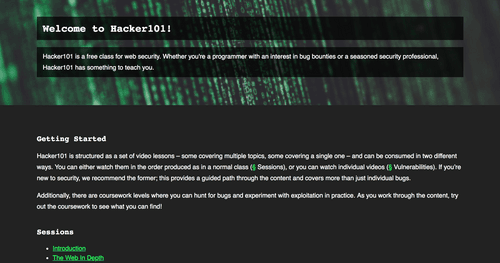 Welcome to Hacker101!
Hacker101 is a free class for web security. Whether you're a programmer with an interest in bug bounties or a seasoned security professional,
Hacker101 has something to teach you.
Getting Started
Hacker101 is structured as a set of video lessons – some covering multiple topics, some covering a single one – and can be consumed in two different
ways. You can either watch them in the order produced as in a normal class (§ Sessions), or you can watch individual videos (§ Vulnerabilities). If you're
new to security, we recommend the former; this provides a guided path through the content and covers more than just individual bugs.
Additionally, there are coursework levels where you can hunt for bugs and experiment with exploitation in practice. As you work through the content, try
out the coursework to see what you can find!
Sessions
• Introduction
• The Web In Depth